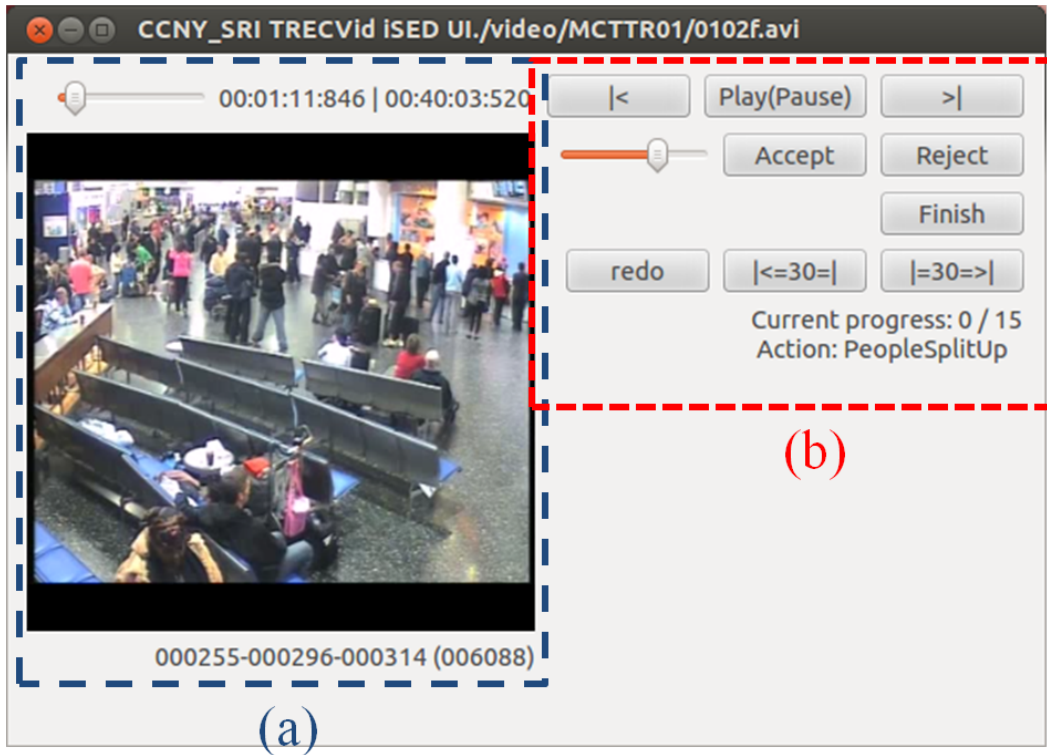 CCNY_SRI TRECVid iSED UI./video/MCTTR01/0102f.avi
00:01:11:846 | 00:40:03:520
|<
Play(Pause)
>|
Accept
Reject
Finish
redo
|<=30=|
|=30=>|
Current progress: 0 / 15
Action: PeopleSplitUp
000255-000296-000314 (006088)
(a)
(b)